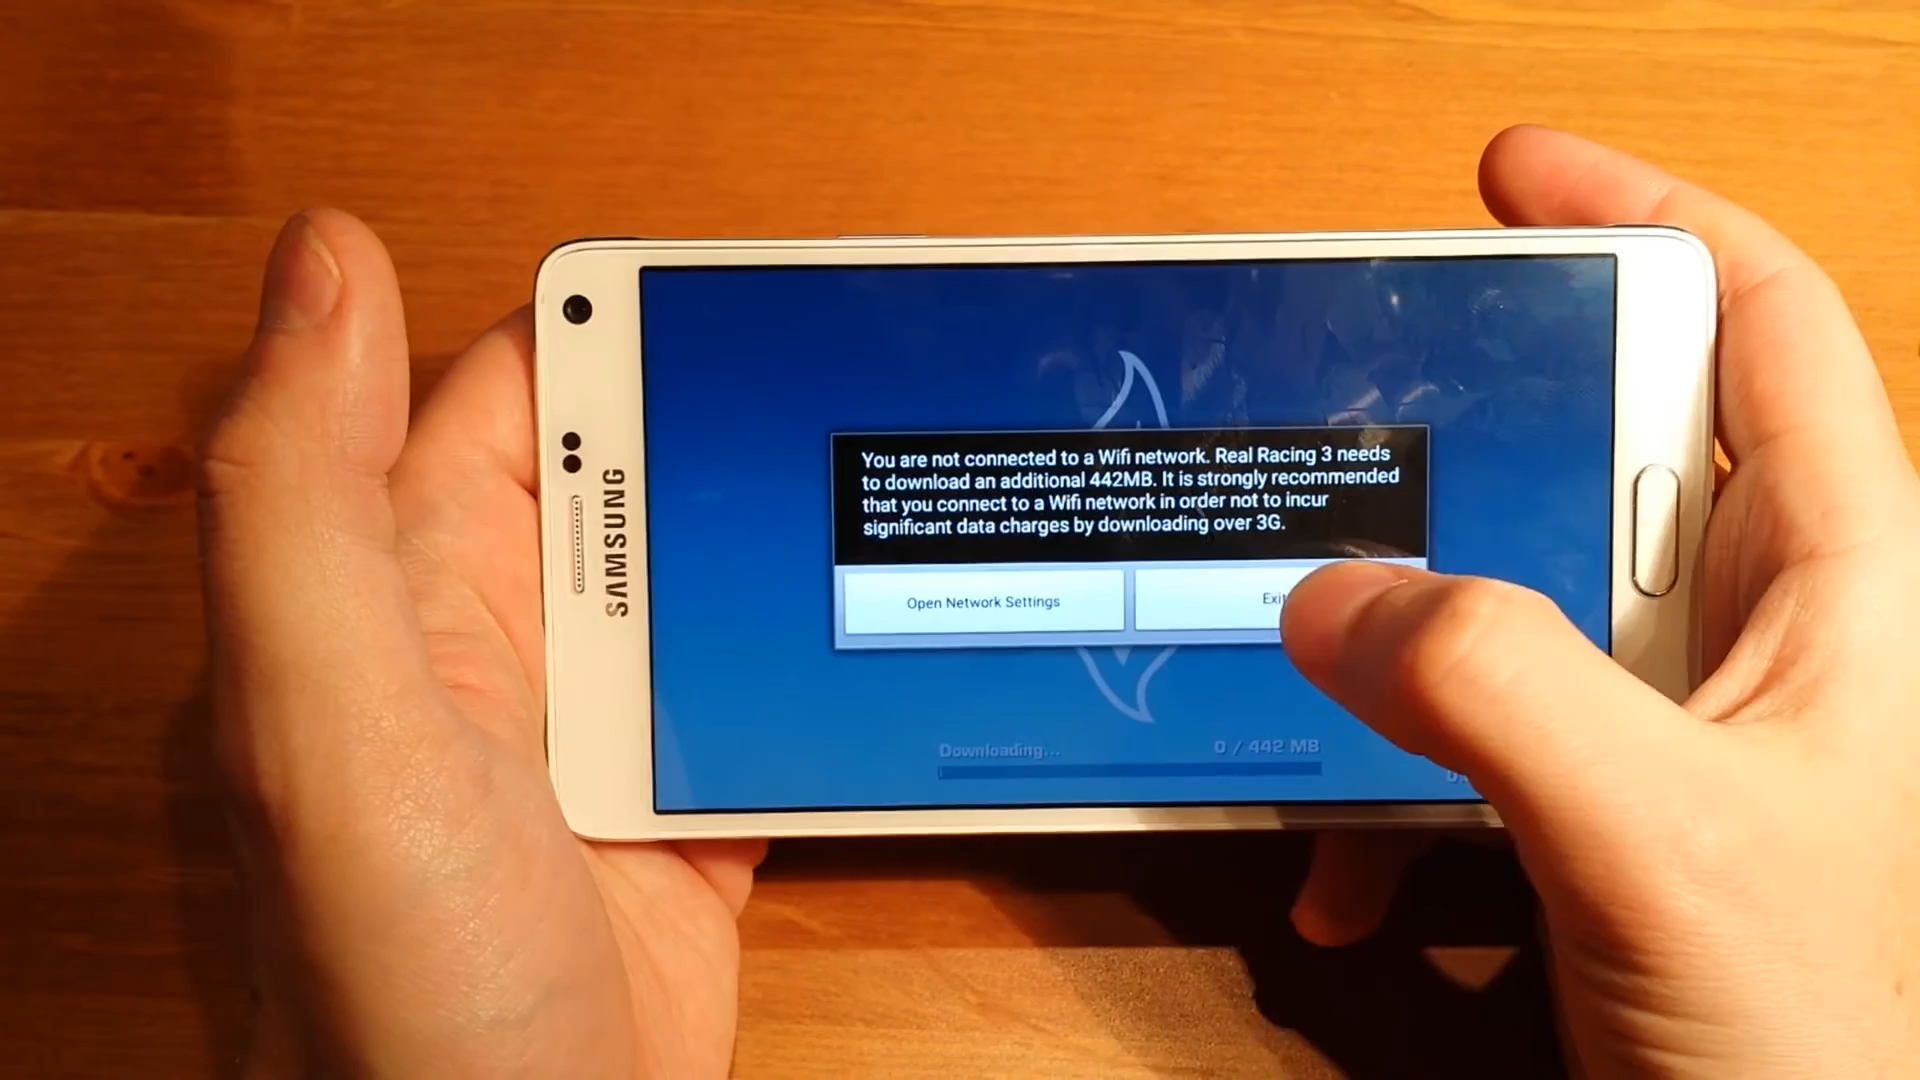 SAMSUNG
You are not connected to a Wifi network. Real Racing 3 needs
to download an additional 442MB. It is strongly recommended
that you connect to a Wifi network in order not to incur
significant data charges by downloading over 3G.
Open Network Settings
Exit
Downloading...
0 / 442 MB